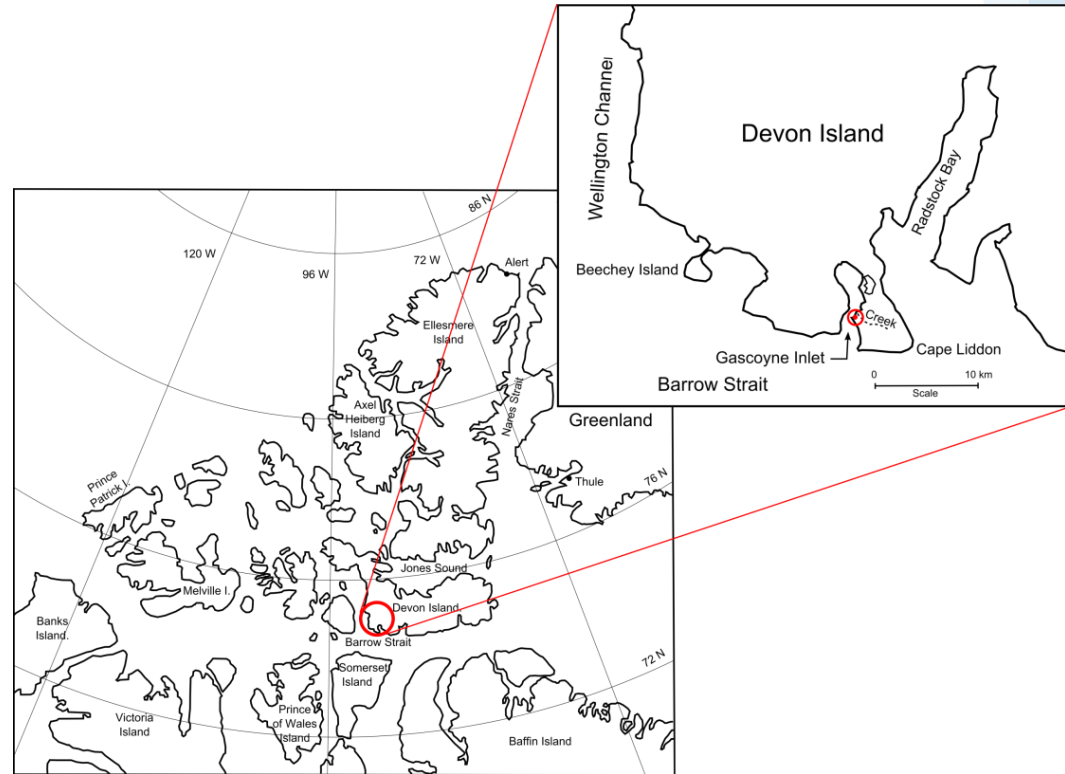 Wellington Channel
Devon Island
Radstock Bay
Beechey Island
Creek
Gascoyne Inlet
Cape Liddon
Barrow Strait
0 10 km
Scale
86 N
120 W
96 W
72 W
Alert
Ellesmere
Island
Nares Strait
Axel
Heiberg
Island
Greenland
Prince
Patrick I.
Thule
76 N
Jones Sound
Melville I.
Devon Island.
Banks
Island.
Barrow Strait
Somerset
Island
72 N
Prince
of Wales
Island
Victoria
Island
Baffin Island